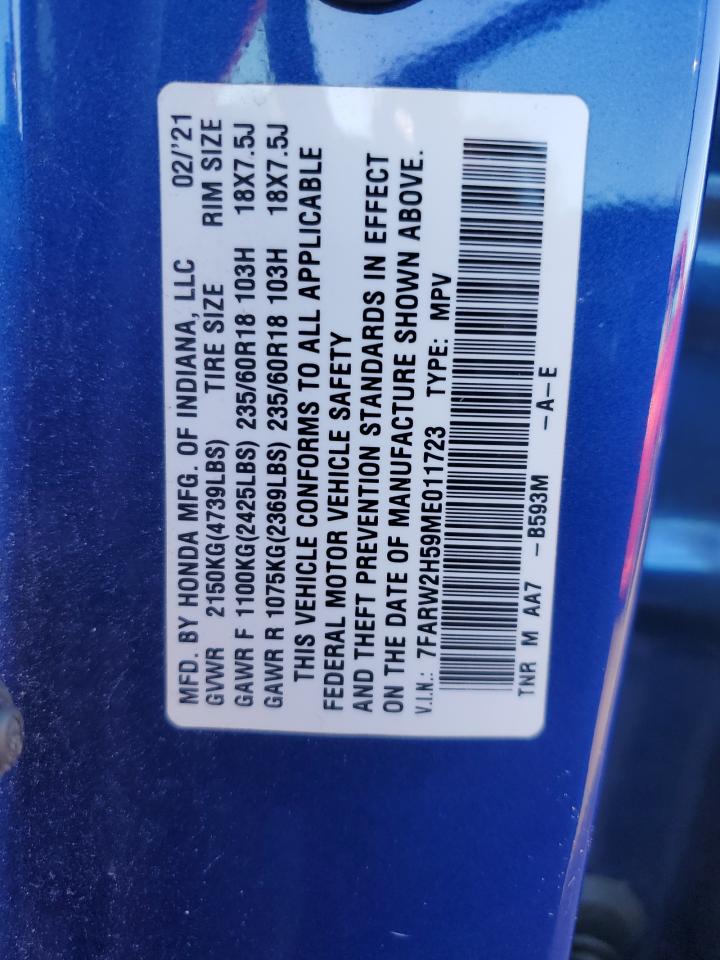 MFD. BY HONDA MFG. OF INDIANA, LLC 02/'21
GVWR 2150KG(4739LBS) TIRE SIZE RIM SIZE
GAWR F 1100KG(2425LBS) 235/60R18 103H 18X7.5J
GAWR R 1075KG(2369LBS) 235/60R18 103H 18X7.5J
THIS VEHICLE CONFORMS TO ALL APPLICABLE
FEDERAL MOTOR VEHICLE SAFETY
AND THEFT PREVENTION STANDARDS IN EFFECT
ON THE DATE OF MANUFACTURE SHOWN ABOVE.
V.I.N.: 7FARW2H59ME011723 TYPE: MPV
TNR M AA7 -B593M -A-E